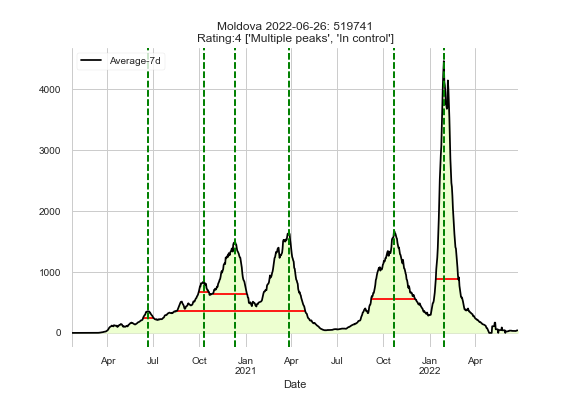 Moldova 2022-06-26: 519741
Rating:4 ['Multiple peaks', 'In control']
Average-7d
4000
3000
2000
1000
0
Apr Jul Oct Jan Apr Jul Oct Jan Apr
2021 2022
Date